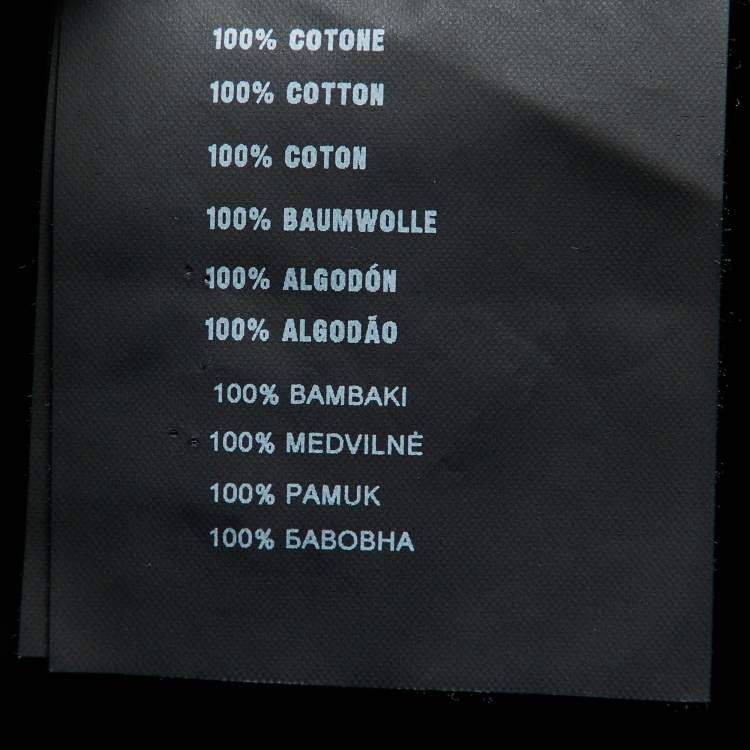 100% COTONE
100% COTTON
100% COTON
100% BAUMWOLLE
100% ALGODÓN
100% ALGODÃO
100% ΒΑΜΒΑΚΙ
100% MEDVILNĖ
100% PAMUK
100% БАВОВНА